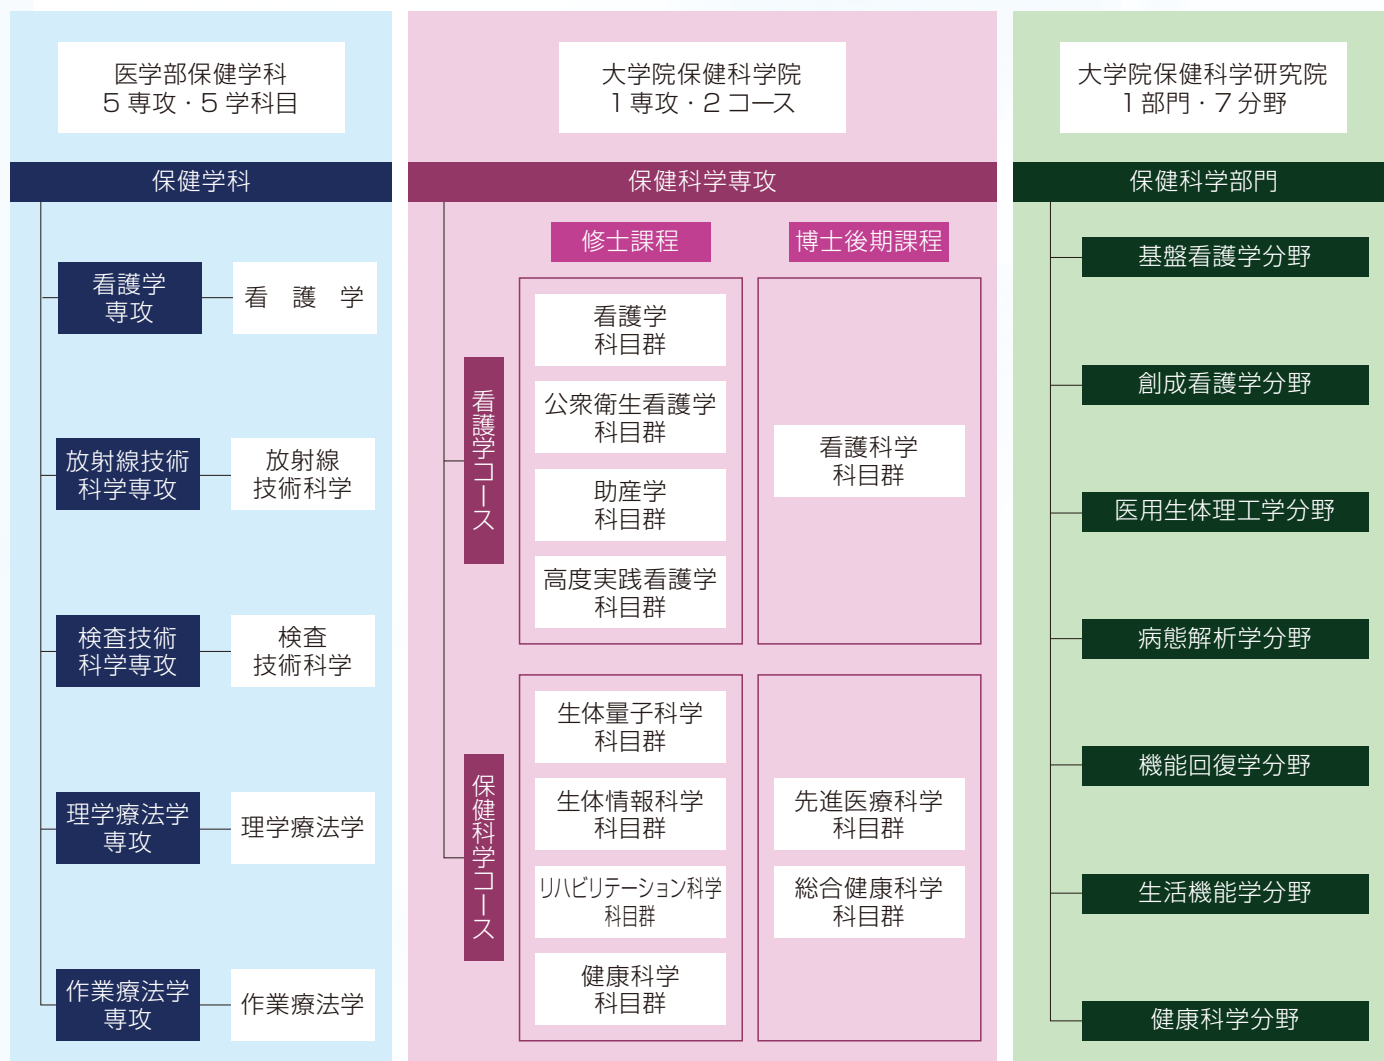 医学部保健学科
5専攻・5学科目
保健学科
看護学
専攻
看　護　学
放射線技術
科学専攻
放射線
技術科学
検査技術
科学専攻
検査
技術科学
理学療法学
専攻
理学療法学
作業療法学
専攻
作業療法学
大学院保健科学院
1専攻・2コース
保健科学専攻
修士課程
博士後期課程
看護学コース
看護学
科目群
公衆衛生看護学
科目群
助産学
科目群
高度実践看護学
科目群
看護科学
科目群
保健科学コース
生体量子科学
科目群
生体情報科学
科目群
リハビリテーション科学
科目群
健康科学
科目群
先進医療科学
科目群
総合健康科学
科目群
大学院保健科学研究院
1部門・7分野
保健科学部門
基盤看護学分野
創成看護学分野
医用生体理工学分野
病態解析学分野
機能回復学分野
生活機能学分野
健康科学分野